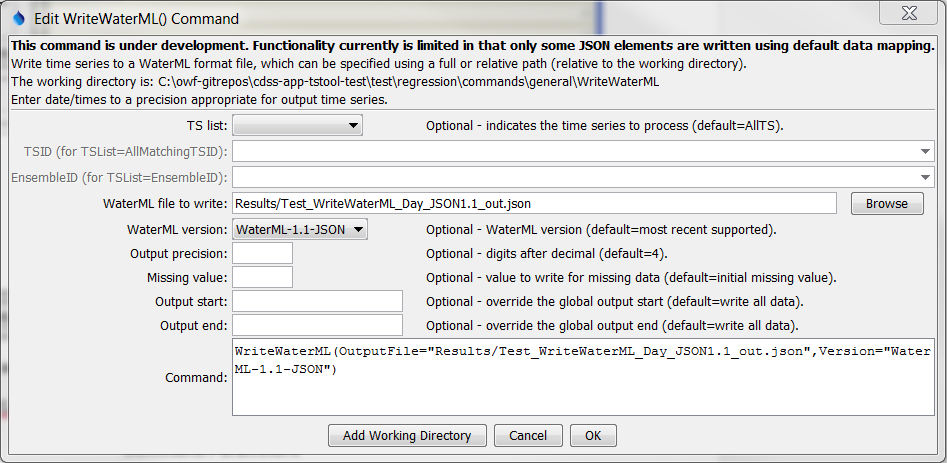 Edit WriteWaterML() Command
This command is under development. Functionality currently is limited in that only some JSON elements are written using default data mapping.
Write time series to a WaterML format file, which can be specified using a full or relative path (relative to the working directory).
The working directory is: C:\owf-gitrepos\cdss-app-tstool-test\test\regression\commands\general\WriteWaterML
Enter date/times to a precision appropriate for output time series.
TS list: Optional - indicates the time series to process (default=AllTS).
TSID (for TSList=AllMatchingTSID):
EnsembleID (for TSList=EnsembleID):
WaterML file to write: Results/Test_WriteWaterML_Day_JSON1.1_out.json Browse
WaterML version: WaterML-1.1-JSON Optional - WaterML version (default=most recent supported).
Output precision: Optional - digits after decimal (default=4).
Missing value: Optional - value to write for missing data (default=initial missing value).
Output start: Optional - override the global output start (default=write all data).
Output end: Optional - override the global output end (default=write all data).
WriteWaterML(OutputFile="Results/Test_WriteWaterML_Day_JSON1.1_out.json",Version="Water
ML-1.1-JSON")
Command:
Add Working Directory Cancel OK